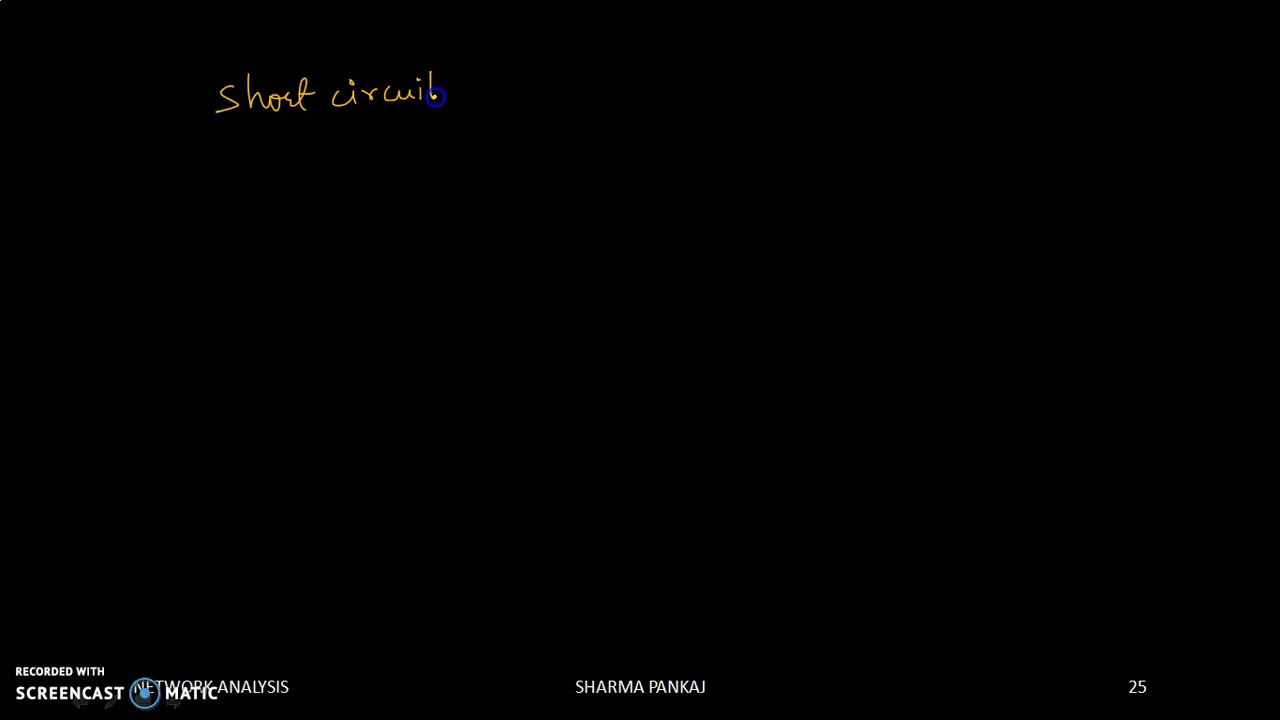 short circuit
RECORDED WITH
SCREENCAST MATIC
NETWORK ANALYSIS
SHARMA PANKAJ
25